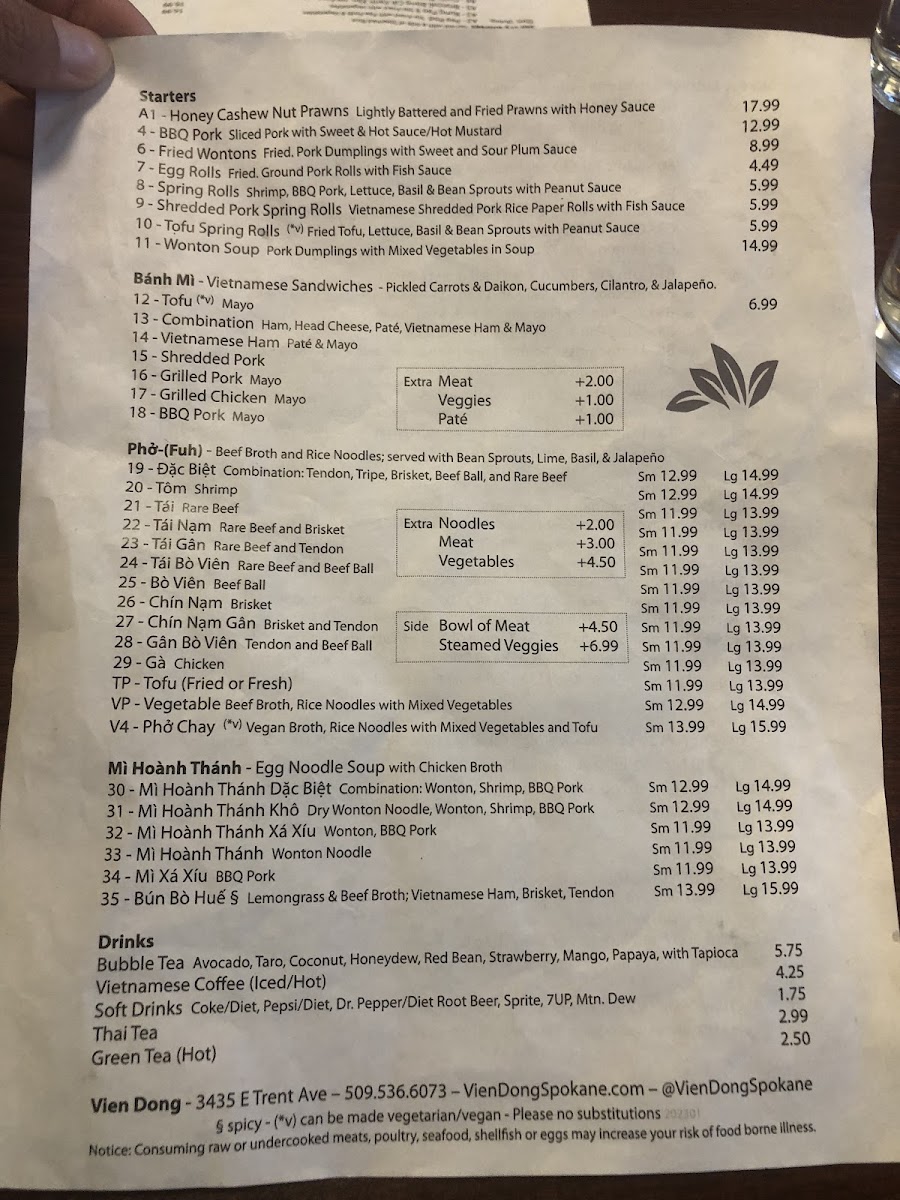 Starters
A1 - Honey Cashew Nut Prawns Lightly Battered and Fried Prawns with Honey Sauce 17.99
4 - BBQ Pork Sliced Pork with Sweet & Hot Sauce/Hot Mustard 12.99
6 - Fried Wontons Fried. Pork Dumplings with Sweet and Sour Plum Sauce 8.99
7 - Egg Rolls Fried. Ground Pork Rolls with Fish Sauce 4.49
8 - Spring Rolls Shrimp, BBQ Pork, Lettuce, Basil & Bean Sprouts with Peanut Sauce 5.99
9 - Shredded Pork Spring Rolls Vietnamese Shredded Pork Rice Paper Rolls with Fish Sauce 5.99
10 - Tofu Spring Rolls (*v) Fried Tofu, Lettuce, Basil & Bean Sprouts with Peanut Sauce 5.99
11 - Wonton Soup Pork Dumplings with Mixed Vegetables in Soup 14.99
Bánh Mì - Vietnamese Sandwiches - Pickled Carrots & Daikon, Cucumbers, Cilantro, & Jalapeño.
12 - Tofu (*v) Mayo 6.99
13 - Combination Ham, Head Cheese, Paté, Vietnamese Ham & Mayo
14 - Vietnamese Ham Paté & Mayo
15 - Shredded Pork
16 - Grilled Pork Mayo
17 - Grilled Chicken Mayo
18 - BBQ Pork Mayo
Extra Meat +2.00
Veggies +1.00
Paté +1.00
Phở-(Fuh) - Beef Broth and Rice Noodles; served with Bean Sprouts, Lime, Basil, & Jalapeño
19 - Đặc Biệt Combination: Tendon, Tripe, Brisket, Beef Ball, and Rare Beef Sm 12.99 Lg 14.99
20 - Tôm Shrimp Sm 12.99 Lg 14.99
21 - Tái Rare Beef Sm 11.99 Lg 13.99
22 - Tái Nạm Rare Beef and Brisket Sm 11.99 Lg 13.99
23 - Tái Gân Rare Beef and Tendon Sm 11.99 Lg 13.99
24 - Tái Bò Viên Rare Beef and Beef Ball Sm 11.99 Lg 13.99
25 - Bò Viên Beef Ball Sm 11.99 Lg 13.99
26 - Chín Nạm Brisket Sm 11.99 Lg 13.99
27 - Chín Nạm Gân Brisket and Tendon Sm 11.99 Lg 13.99
28 - Gân Bò Viên Tendon and Beef Ball Sm 11.99 Lg 13.99
29 - Gà Chicken Sm 11.99 Lg 13.99
TP - Tofu (Fried or Fresh) Sm 11.99 Lg 13.99
VP - Vegetable Beef Broth, Rice Noodles with Mixed Vegetables Sm 12.99 Lg 14.99
V4 - Phở Chay (*v) Vegan Broth, Rice Noodles with Mixed Vegetables and Tofu Sm 13.99 Lg 15.99
Extra Noodles +2.00
Meat +3.00
Vegetables +4.50
Side Bowl of Meat +4.50
Steamed Veggies +6.99
Mì Hoành Thánh - Egg Noodle Soup with Chicken Broth
30 - Mì Hoành Thánh Dặc Biệt Combination: Wonton, Shrimp, BBQ Pork Sm 12.99 Lg 14.99
31 - Mì Hoành Thánh Khô Dry Wonton Noodle, Wonton, Shrimp, BBQ Pork Sm 12.99 Lg 14.99
32 - Mì Hoành Thánh Xá Xíu Wonton, BBQ Pork Sm 11.99 Lg 13.99
33 - Mì Hoành Thánh Wonton Noodle Sm 11.99 Lg 13.99
34 - Mì Xá Xíu BBQ Pork Sm 11.99 Lg 13.99
35 - Bún Bò Huế § Lemongrass & Beef Broth; Vietnamese Ham, Brisket, Tendon Sm 13.99 Lg 15.99
Drinks
Bubble Tea Avocado, Taro, Coconut, Honeydew, Red Bean, Strawberry, Mango, Papaya, with Tapioca 5.75
Vietnamese Coffee (Iced/Hot) 4.25
Soft Drinks Coke/Diet, Pepsi/Diet, Dr. Pepper/Diet Root Beer, Sprite, 7UP, Mtn. Dew 1.75
Thai Tea 2.99
Green Tea (Hot) 2.50
Vien Dong - 3435 E Trent Ave – 509.536.6073 – VienDongSpokane.com – @VienDongSpokane
§ spicy - (*v) can be made vegetarian/vegan - Please no substitutions
Notice: Consuming raw or undercooked meats, poultry, seafood, shellfish or eggs may increase your risk of food borne illness.